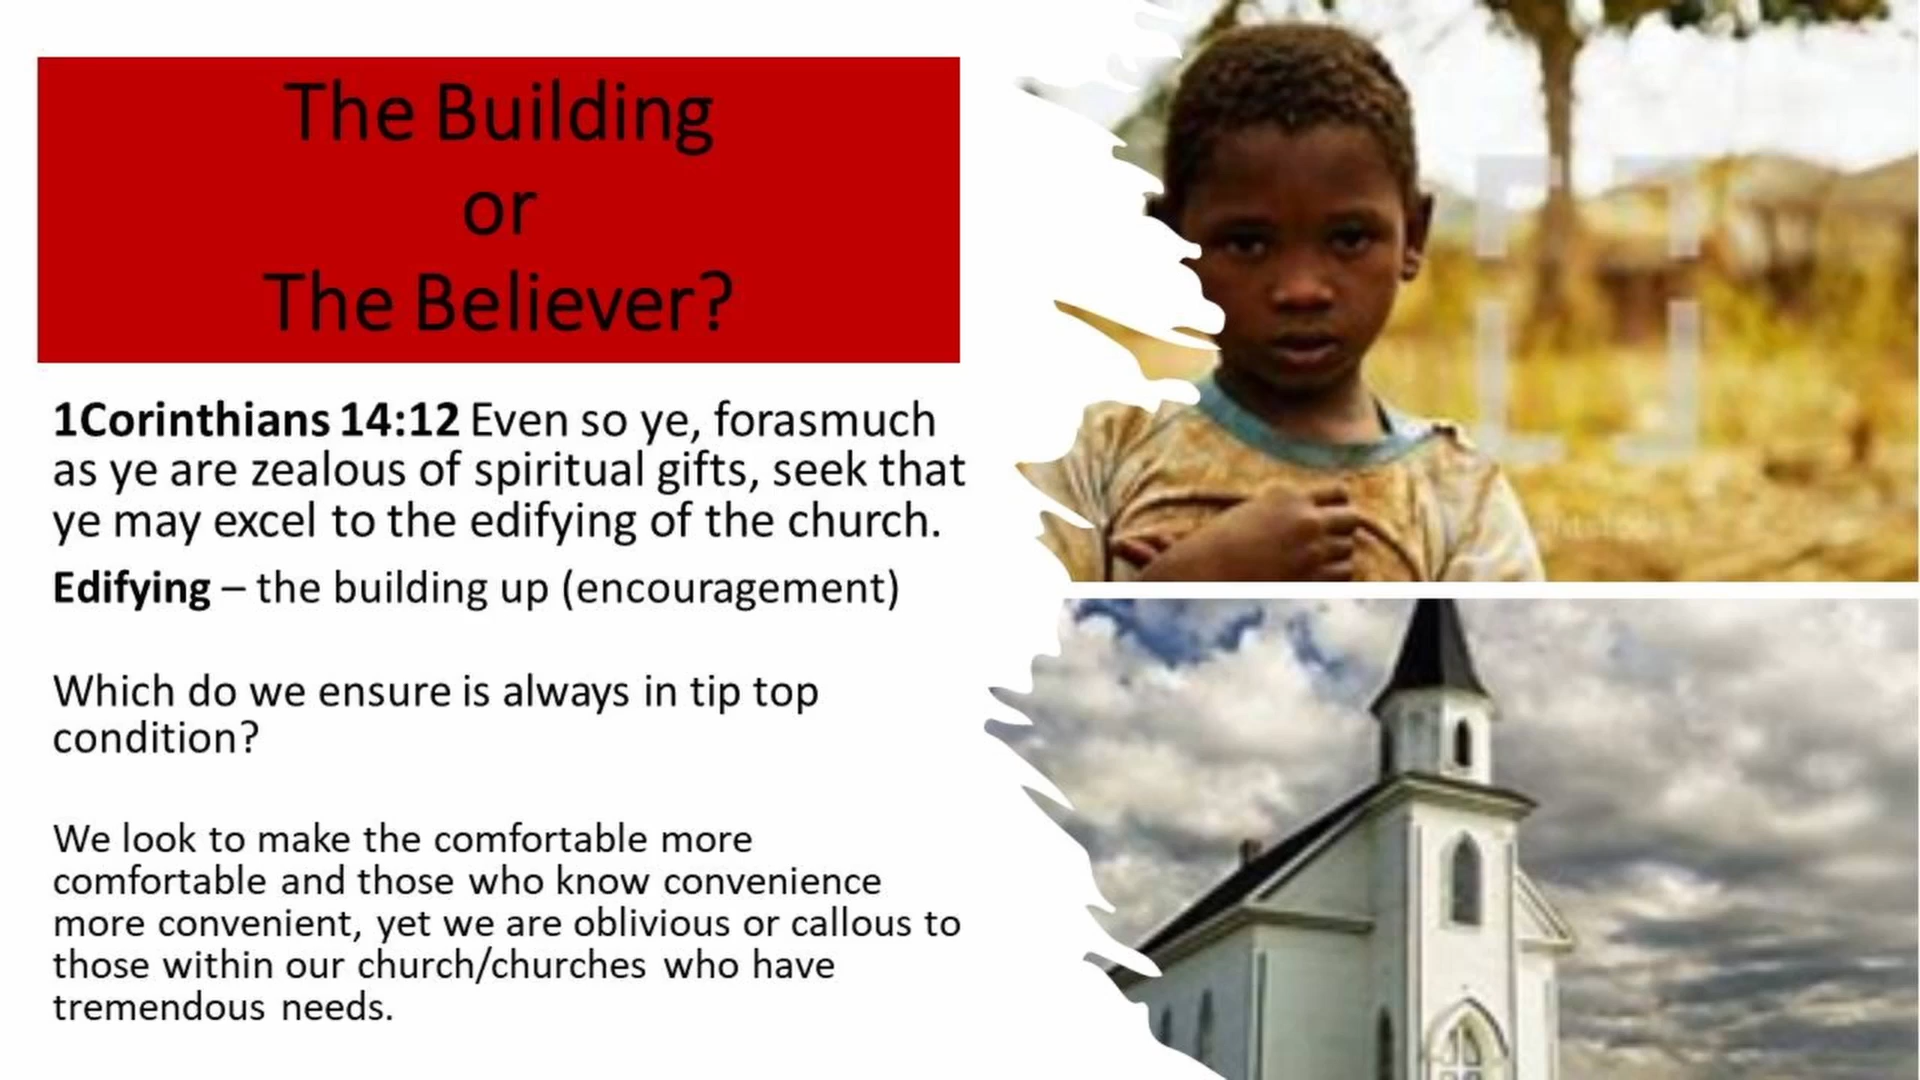 The Building
or
The Believer?
1Corinthians 14:12 Even so ye, forasmuch
as ye are zealous of spiritual gifts, seek that
ye may excel to the edifying of the church.
Edifying – the building up (encouragement)
Which do we ensure is always in tip top
condition?
We look to make the comfortable more
comfortable and those who know convenience
more convenient, yet we are oblivious or callous to
those within our church/churches who have
tremendous needs.